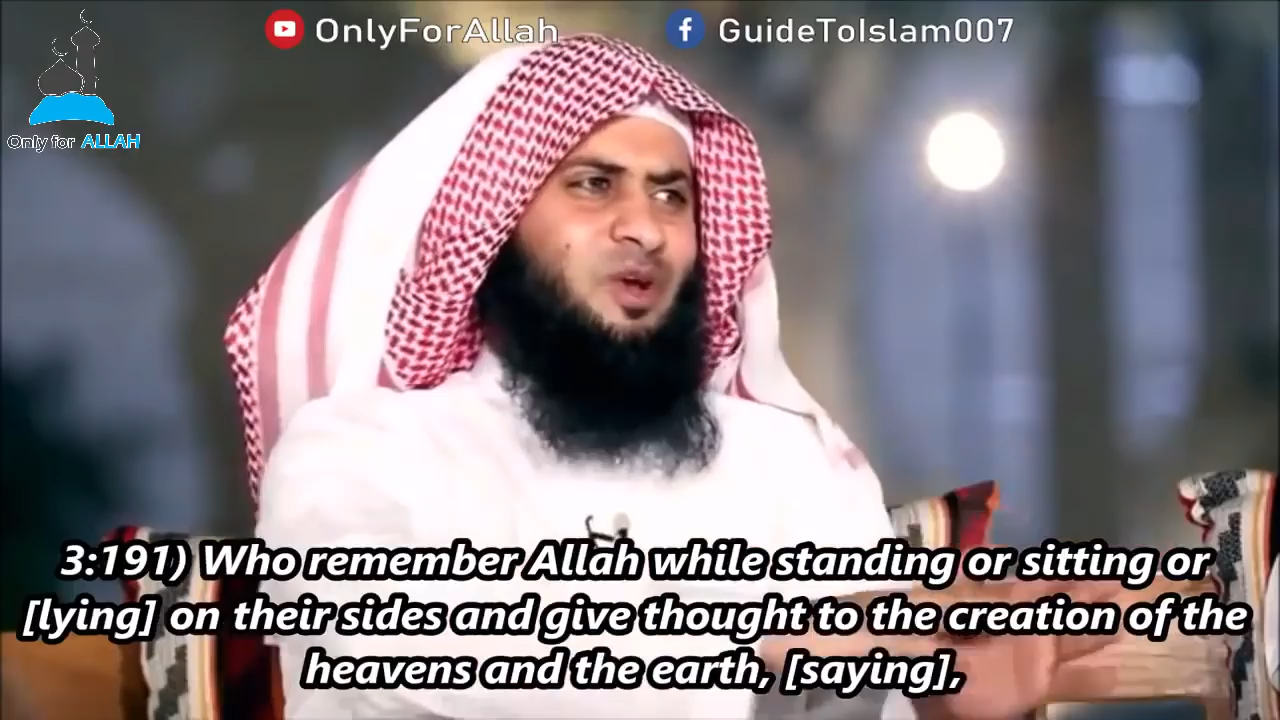 OnlyForAllah
GuideToIslam007
Only for ALLAH
3:191) Who remember Allah while standing or sitting or
[lying] on their sides and give thought to the creation of the
heavens and the earth, [saying],